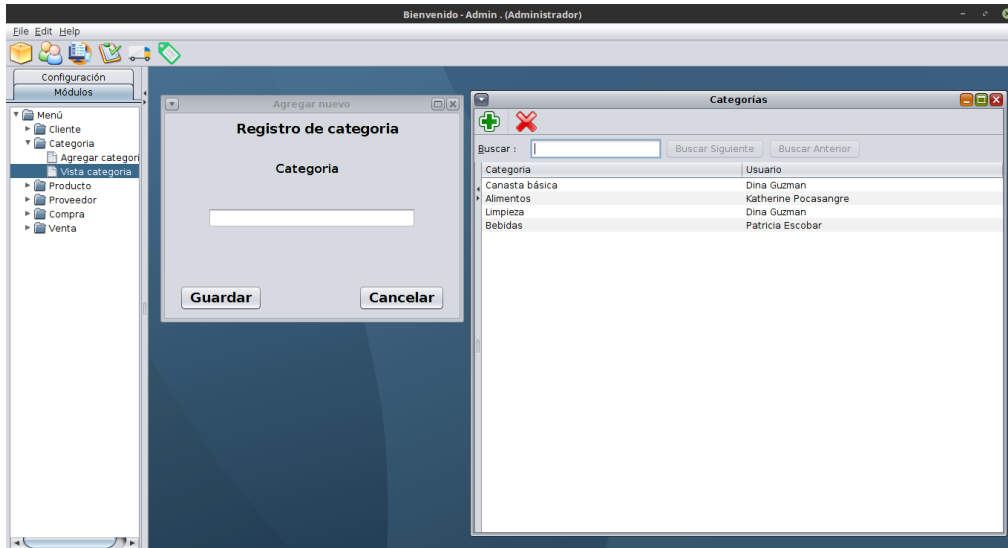 Bienvenido - Admin . (Administrador)
File Edit Help
Configuración
Módulos
Menú
Cliente
Categoria
Agregar categori
Vista categoria
Producto
Proveedor
Compra
Venta
Agregar nuevo
Registro de categoria
Categoria
Guardar Cancelar
Categorías
Buscar : Buscar Siguiente Buscar Anterior
Categoria Usuario
Canasta básica Dina Guzman
Alimentos Katherine Pocasangre
Limpieza Dina Guzman
Bebidas Patricia Escobar